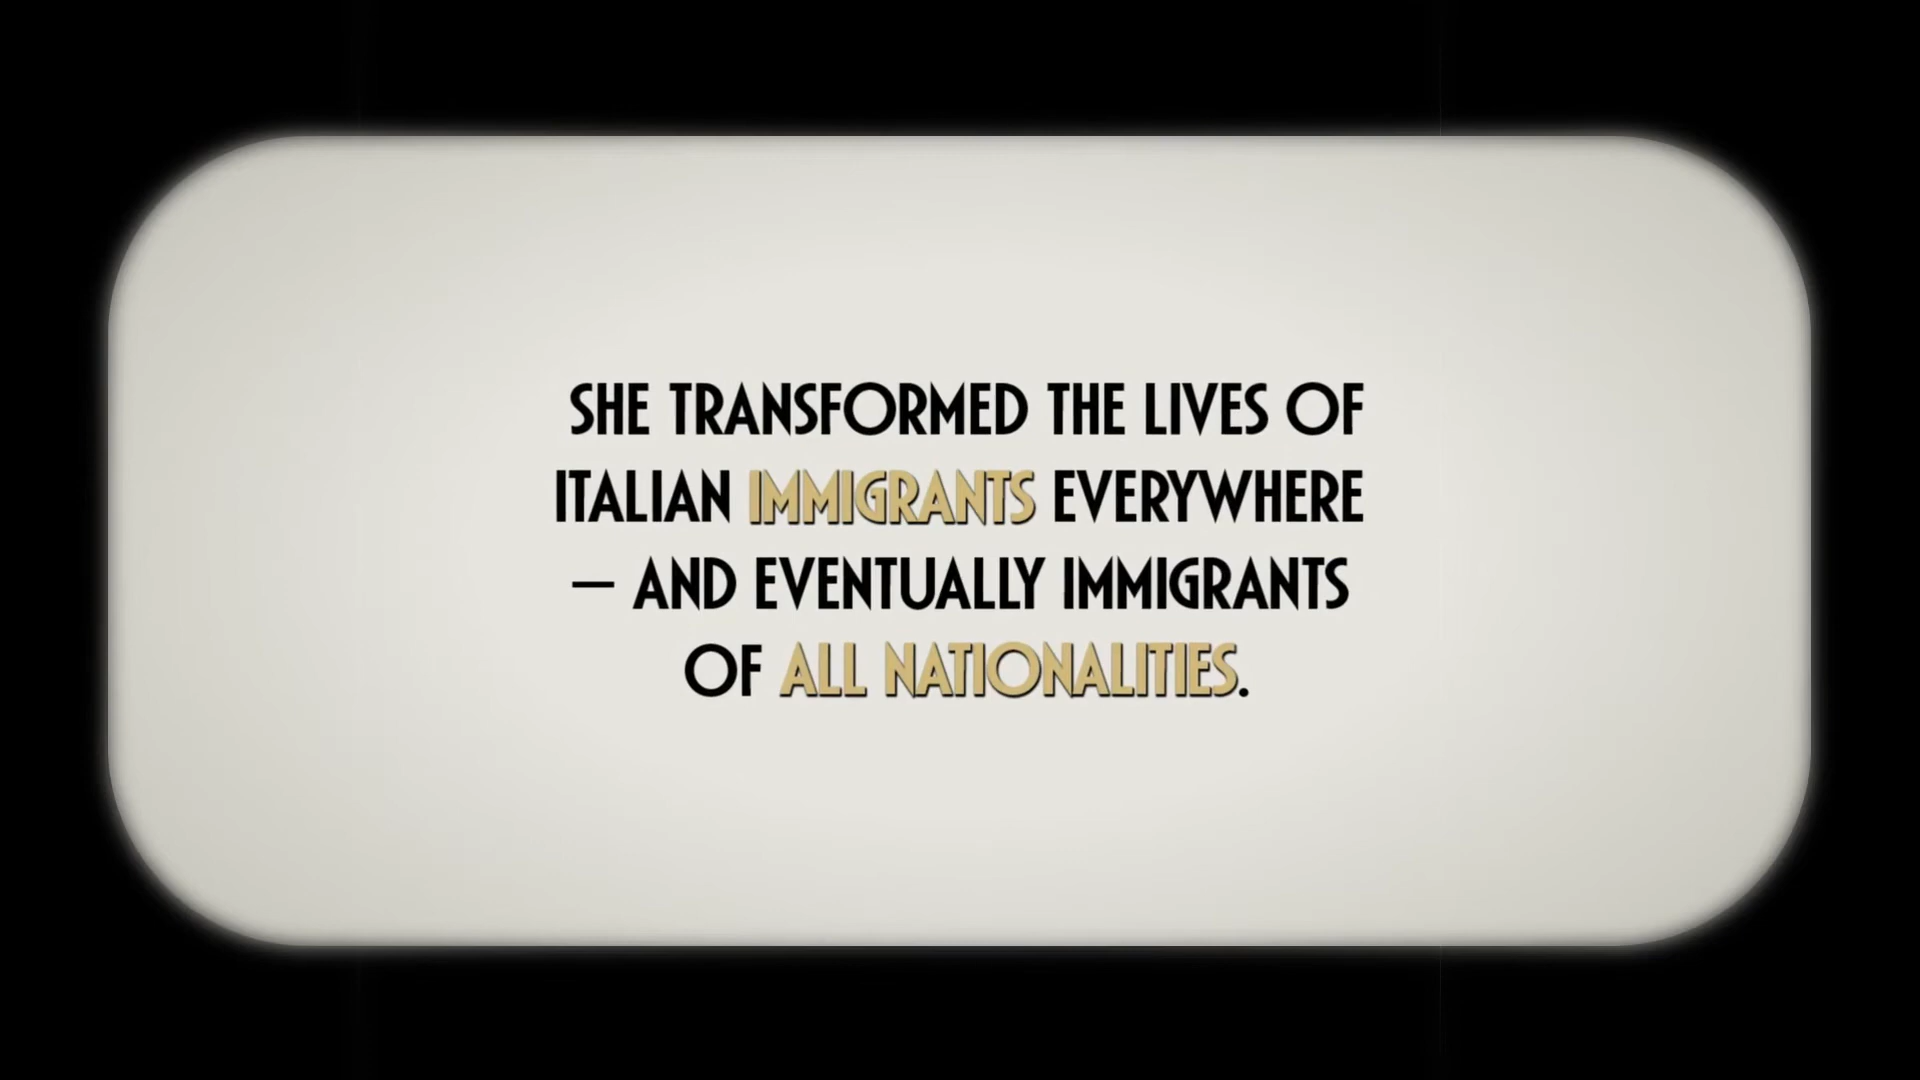 SHE TRANSFORMED THE LIVES OF
ITALIAN IMMIGRANTS EVERYWHERE
— AND EVENTUALLY IMMIGRANTS
OF ALL NATIONALITIES.